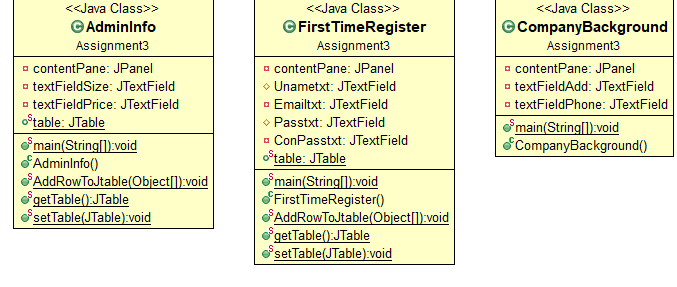 <<Java Class>>
AdminInfo
Assignment3
contentPane: JPanel
textFieldSize: JTextField
textFieldPrice: JTextField
table: JTable
main(String[]):void
AdminInfo()
AddRowToJtable(Object[]):void
getTable():JTable
setTable(JTable):void
<<Java Class>>
FirstTimeRegister
Assignment3
contentPane: JPanel
Unametxt: JTextField
Emailtxt: JTextField
Passtxt: JTextField
ConPasstxt: JTextField
table: JTable
main(String[]):void
FirstTimeRegister()
AddRowToJtable(Object[]):void
getTable():JTable
setTable(JTable):void
<<Java Class>>
CompanyBackground
Assignment3
contentPane: JPanel
textFieldAdd: JTextField
textFieldPhone: JTextField
main(String[]):void
CompanyBackground()